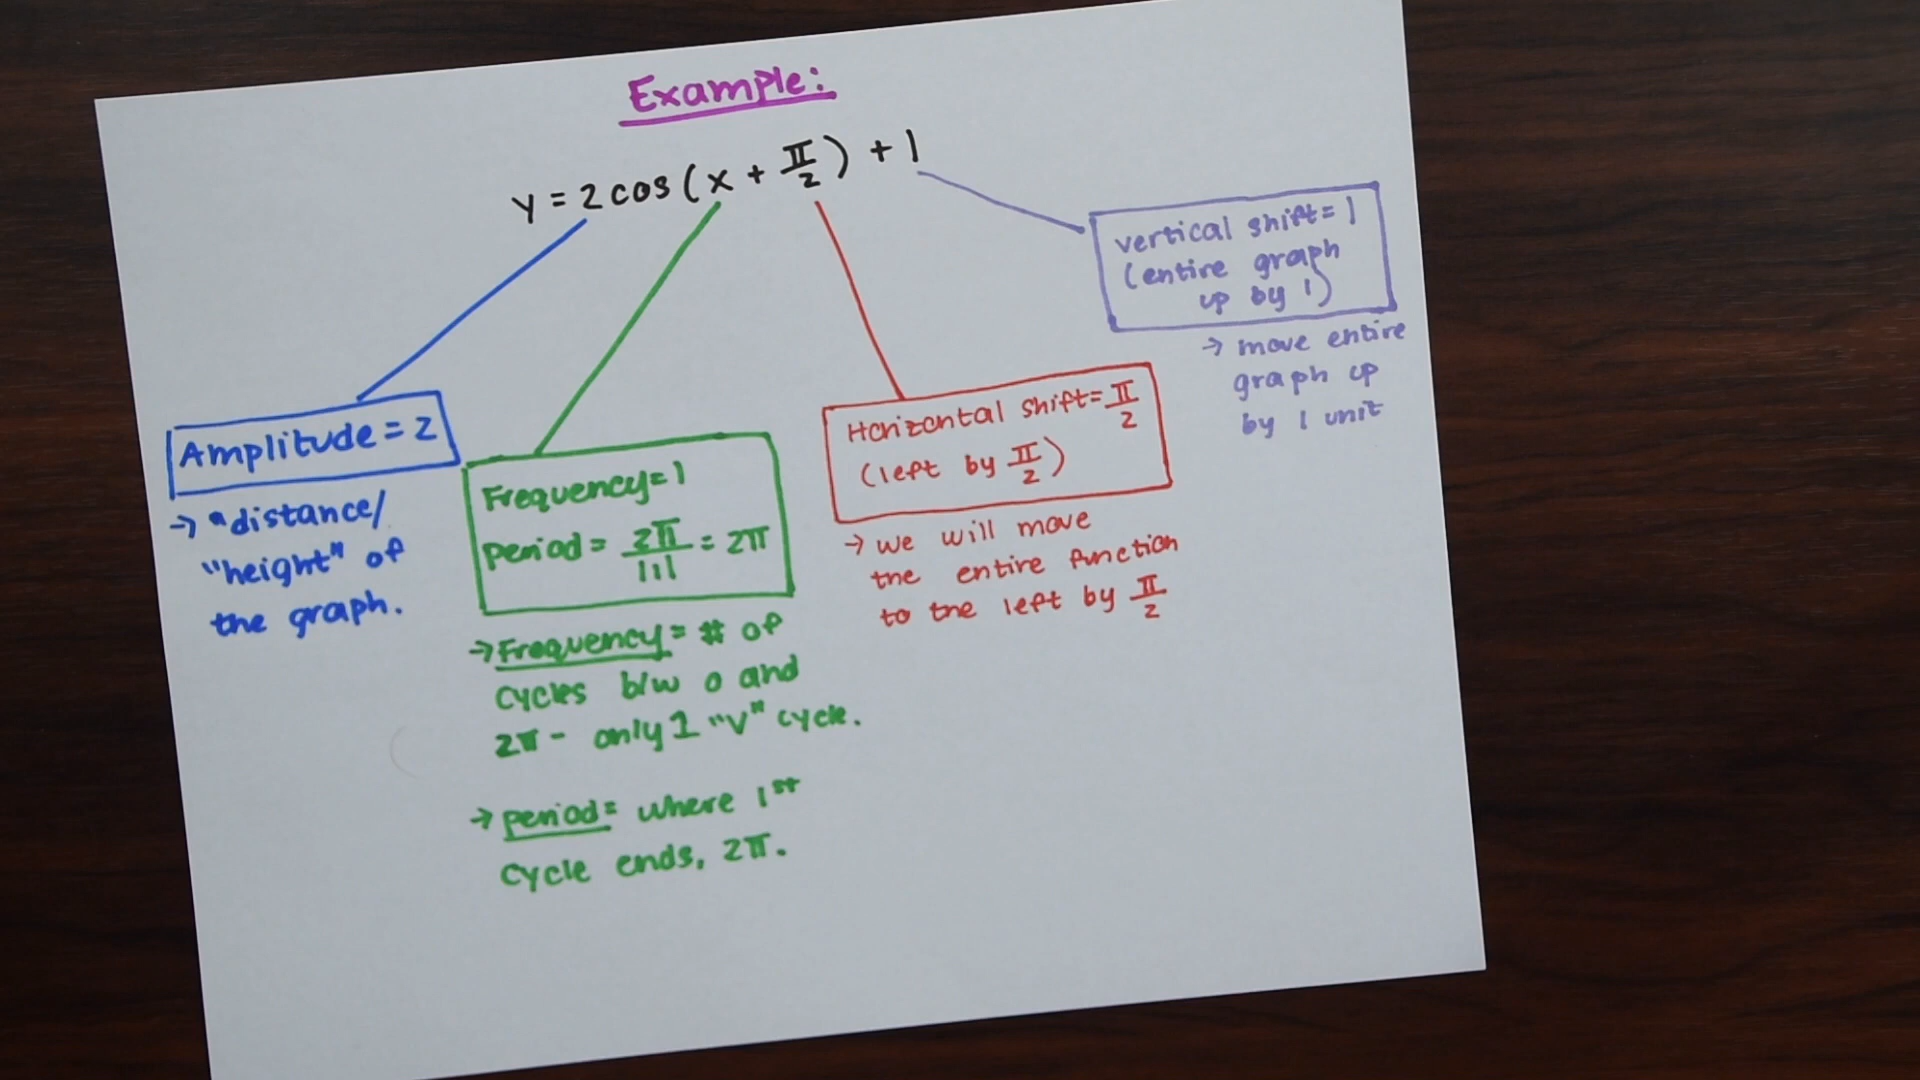 Example:
y = 2 cos (x + π/2) + 1
Amplitude = 2
→ "distance/
"height" of
the graph.
Frequency = 1
period = 2π/|1| = 2π
→ Frequency = # of
cycles b/w 0 and
2π - only 1 "V" cycle.
→ period = where 1st
cycle ends, 2π.
Horizontal shift = π/2
(left by π/2)
→ we will move
the entire function
to the left by π/2
vertical shift = 1
(entire graph
up by 1)
→ move entire
graph up
by 1 unit